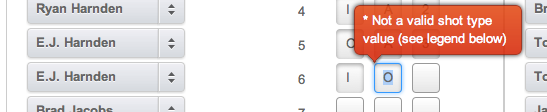 Ryan Harnden 4 I A
* Not a valid shot type
value (see legend below)
E.J. Harnden 5
E.J. Harnden 6 I O
Brad Jacobs 7